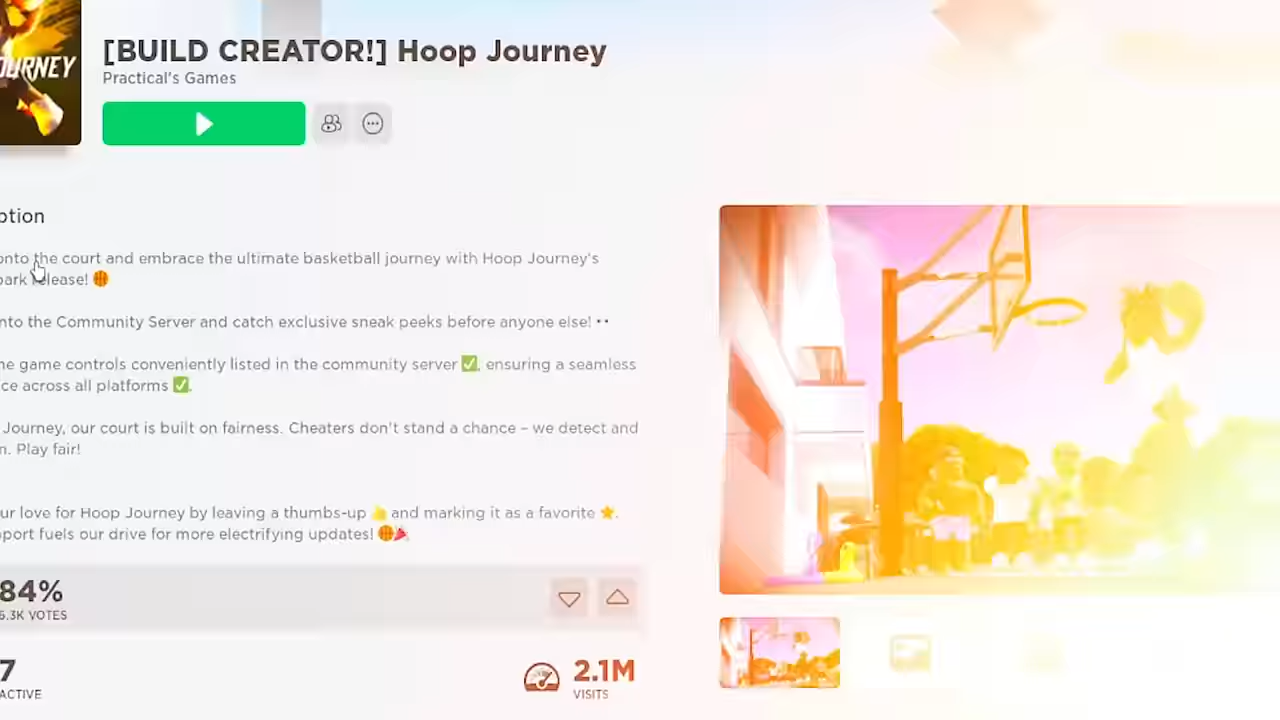 OURNEY
[BUILD CREATOR!] Hoop Journey
Practical's Games
ption
onto the court and embrace the ultimate basketball journey with Hoop Journey's
park release! 🏀
nto the Community Server and catch exclusive sneak peeks before anyone else! ••
ne game controls conveniently listed in the community server ✅, ensuring a seamless
ce across all platforms ✅.
Journey, our court is built on fairness. Cheaters don't stand a chance – we detect and
n. Play fair!
ur love for Hoop Journey by leaving a thumbs-up 👍 and marking it as a favorite ⭐.
pport fuels our drive for more electrifying updates! 🏀🎉
84%
6.3K VOTES
7
ACTIVE
2.1M
VISITS